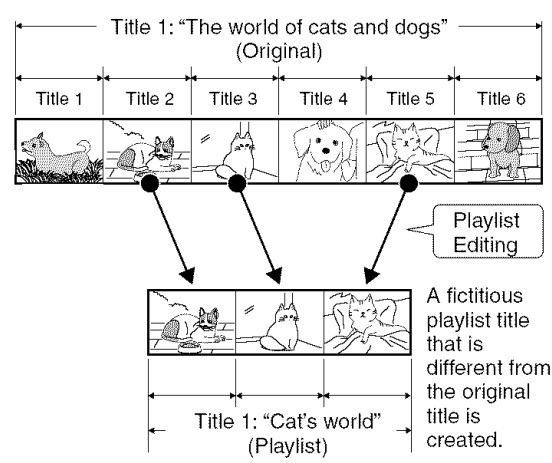 Title 1: “The world of cats and dogs”
(Original)
Title 1 Title 2 Title 3 Title 4 Title 5 Title 6
Playlist
Editing
A fictitious
playlist title
that is
different from
the original
title is
created.
Title 1: “Cat’s world”
(Playlist)